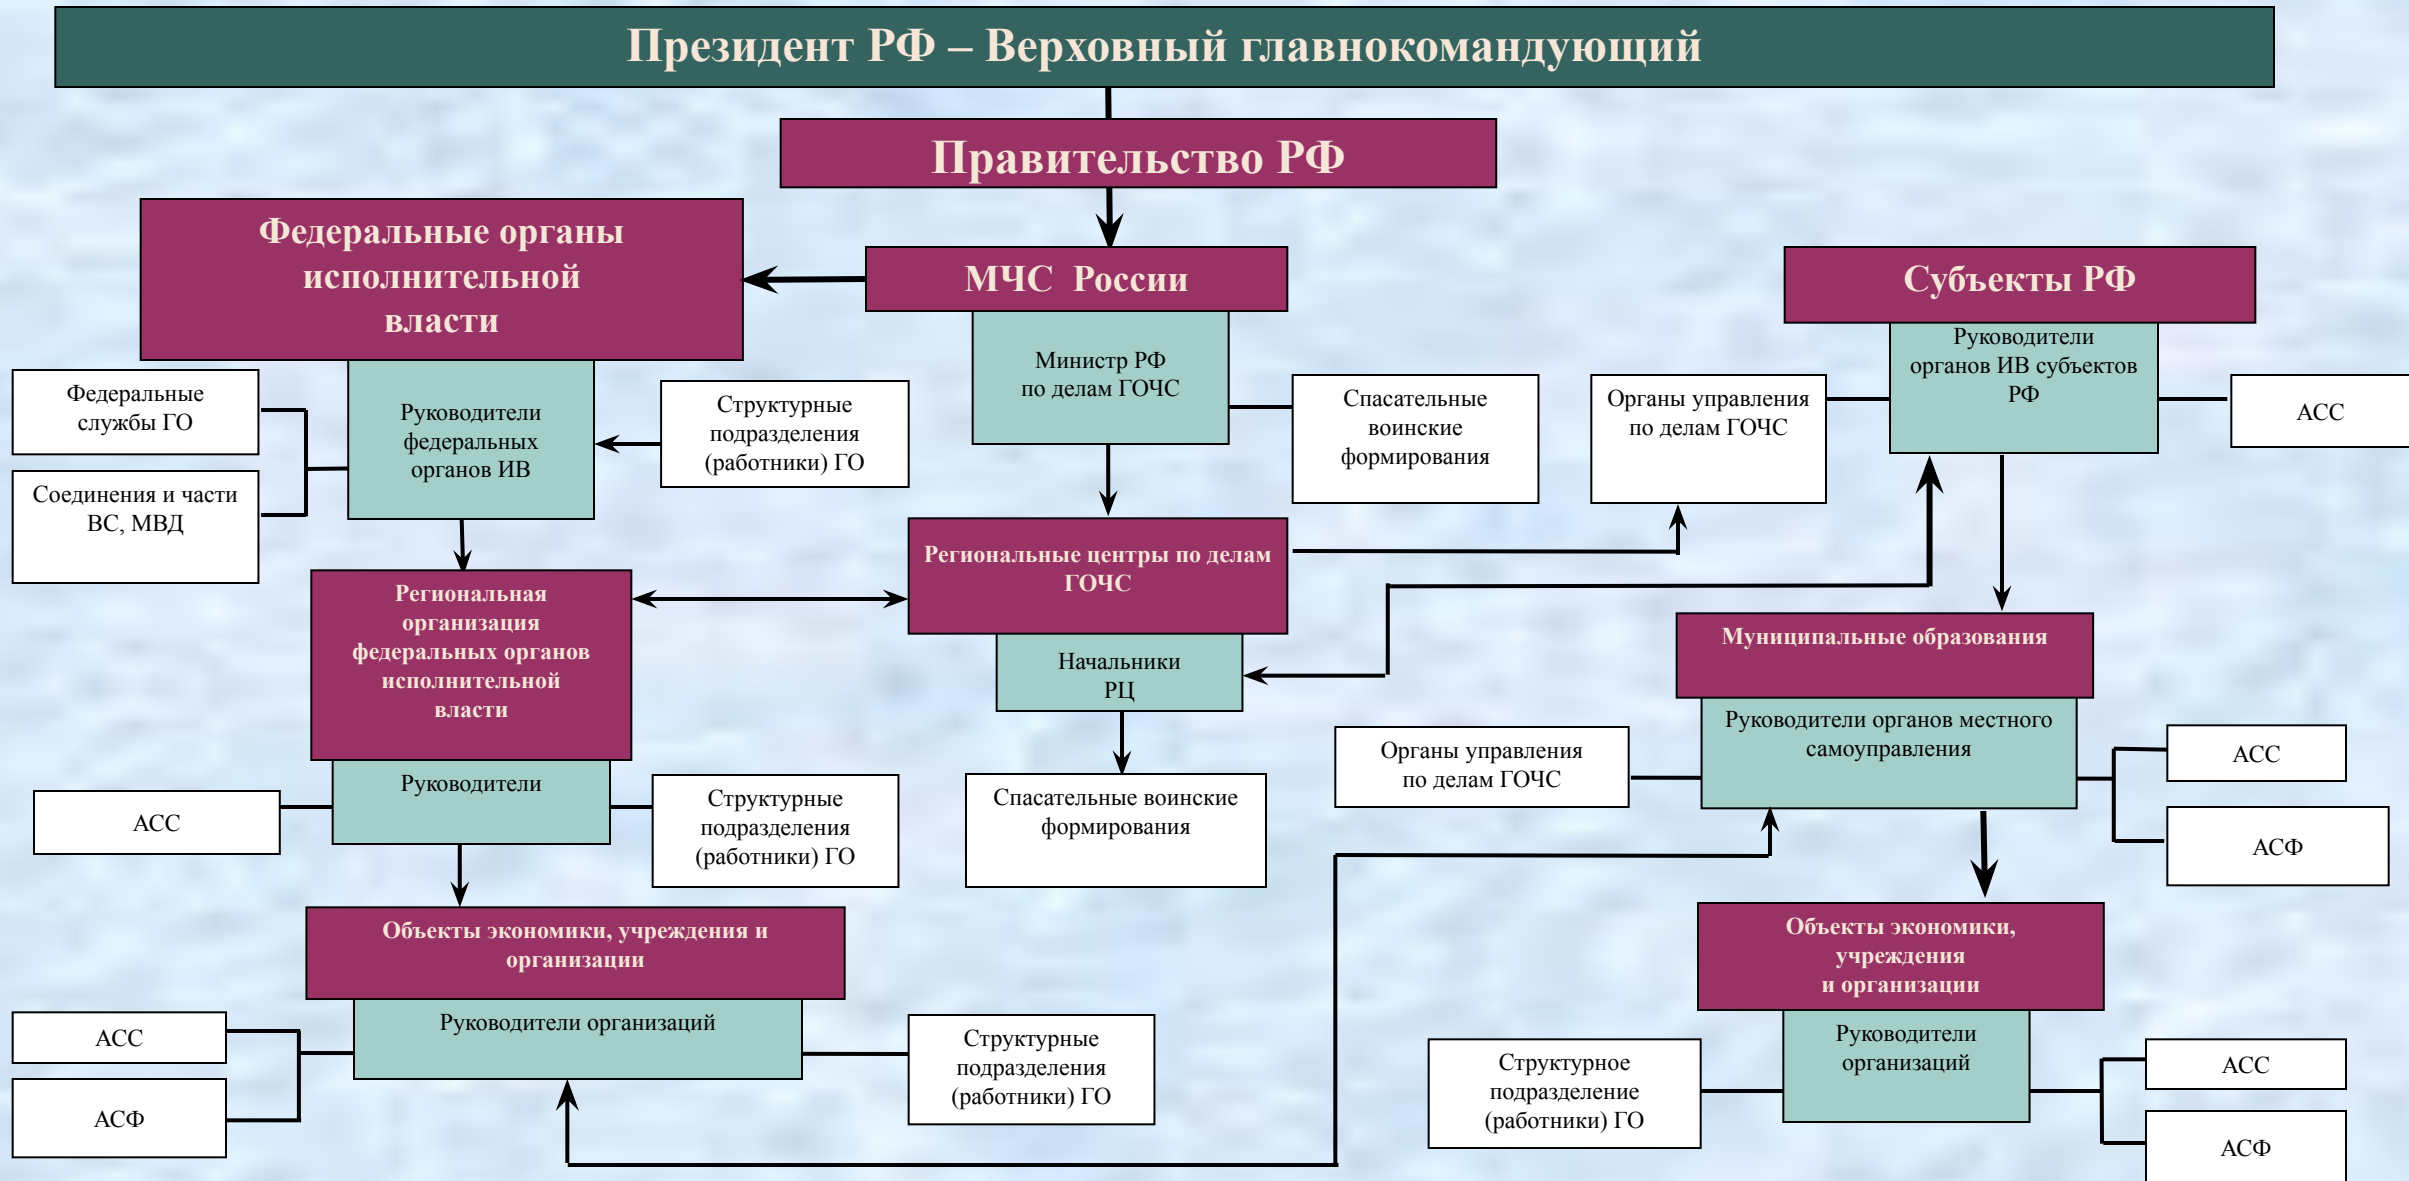 Президент РФ – Верховный главнокомандующий
Правительство РФ
Федеральные органы
исполнительной
власти
МЧС России
Субъекты РФ
Министр РФ
по делам ГОЧС
Руководители
органов ИВ субъектов
РФ
Федеральные
службы ГО
Руководители
федеральных
органов ИВ
Структурные
подразделения
(работники) ГО
Спасательные
воинские
формирования
Органы управления
по делам ГОЧС
АСС
Соединения и части
ВС, МВД
Региональные центры по делам
ГОЧС
Региональная
организация
федеральных органов
исполнительной
власти
Начальники
РЦ
Муниципальные образования
Руководители органов местного
самоуправления
Органы управления
по делам ГОЧС
АСС
АСФ
Руководители
АСС
Структурные
подразделения
(работники) ГО
Спасательные воинские
формирования
Объекты экономики, учреждения и
организации
Объекты экономики,
учреждения
и организации
Руководители организаций
АСС
АСФ
Структурные
подразделения
(работники) ГО
Структурное
подразделение
(работники) ГО
Руководители
организаций
АСС
АСФ